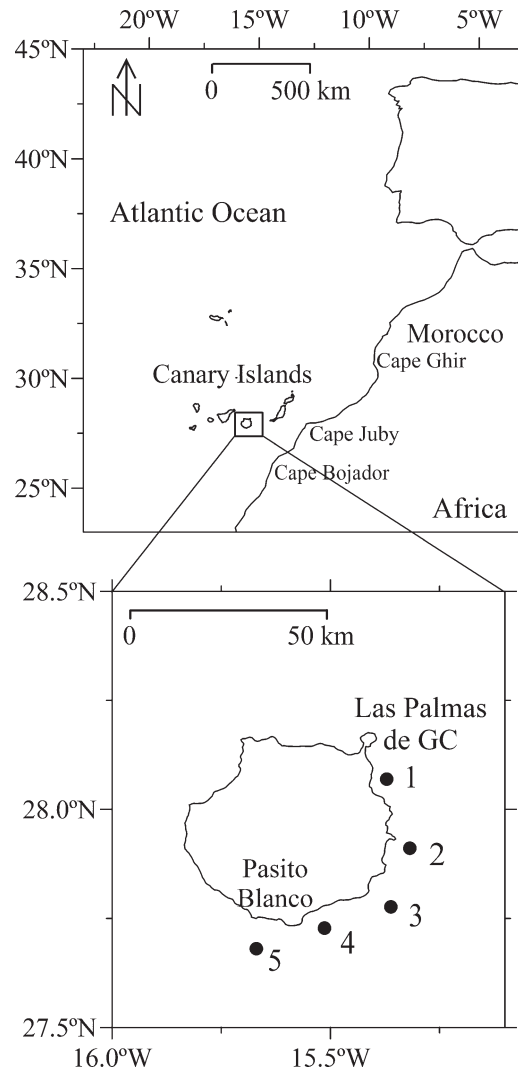 20ºW 15ºW 10ºW 5ºW
45ºN
N
0 500 km
40ºN
Atlantic Ocean
35ºN
Morocco
Cape Ghir
Canary Islands
30ºN
Cape Juby
Cape Bojador
25ºN
Africa
28.5ºN
0 50 km
Las Palmas
de GC
1
28.0ºN
2
Pasito
Blanco
3
4
5
27.5ºN
16.0ºW 15.5ºW